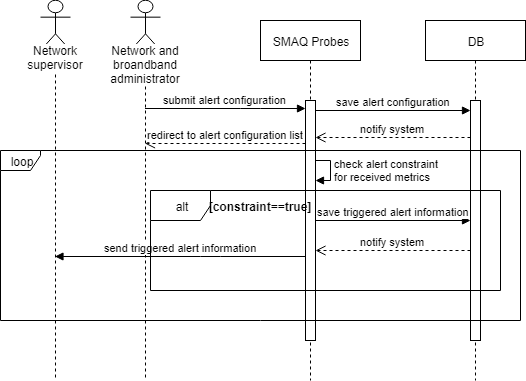 Network
supervisor
Network and
broandband
administrator
SMAQ Probes
DB
submit alert configuration
save alert configuration
notify system
redirect to alert configuration list
loop
check alert constraint
for received metrics
alt
[constraint==true]
save triggered alert information
notify system
send triggered alert information